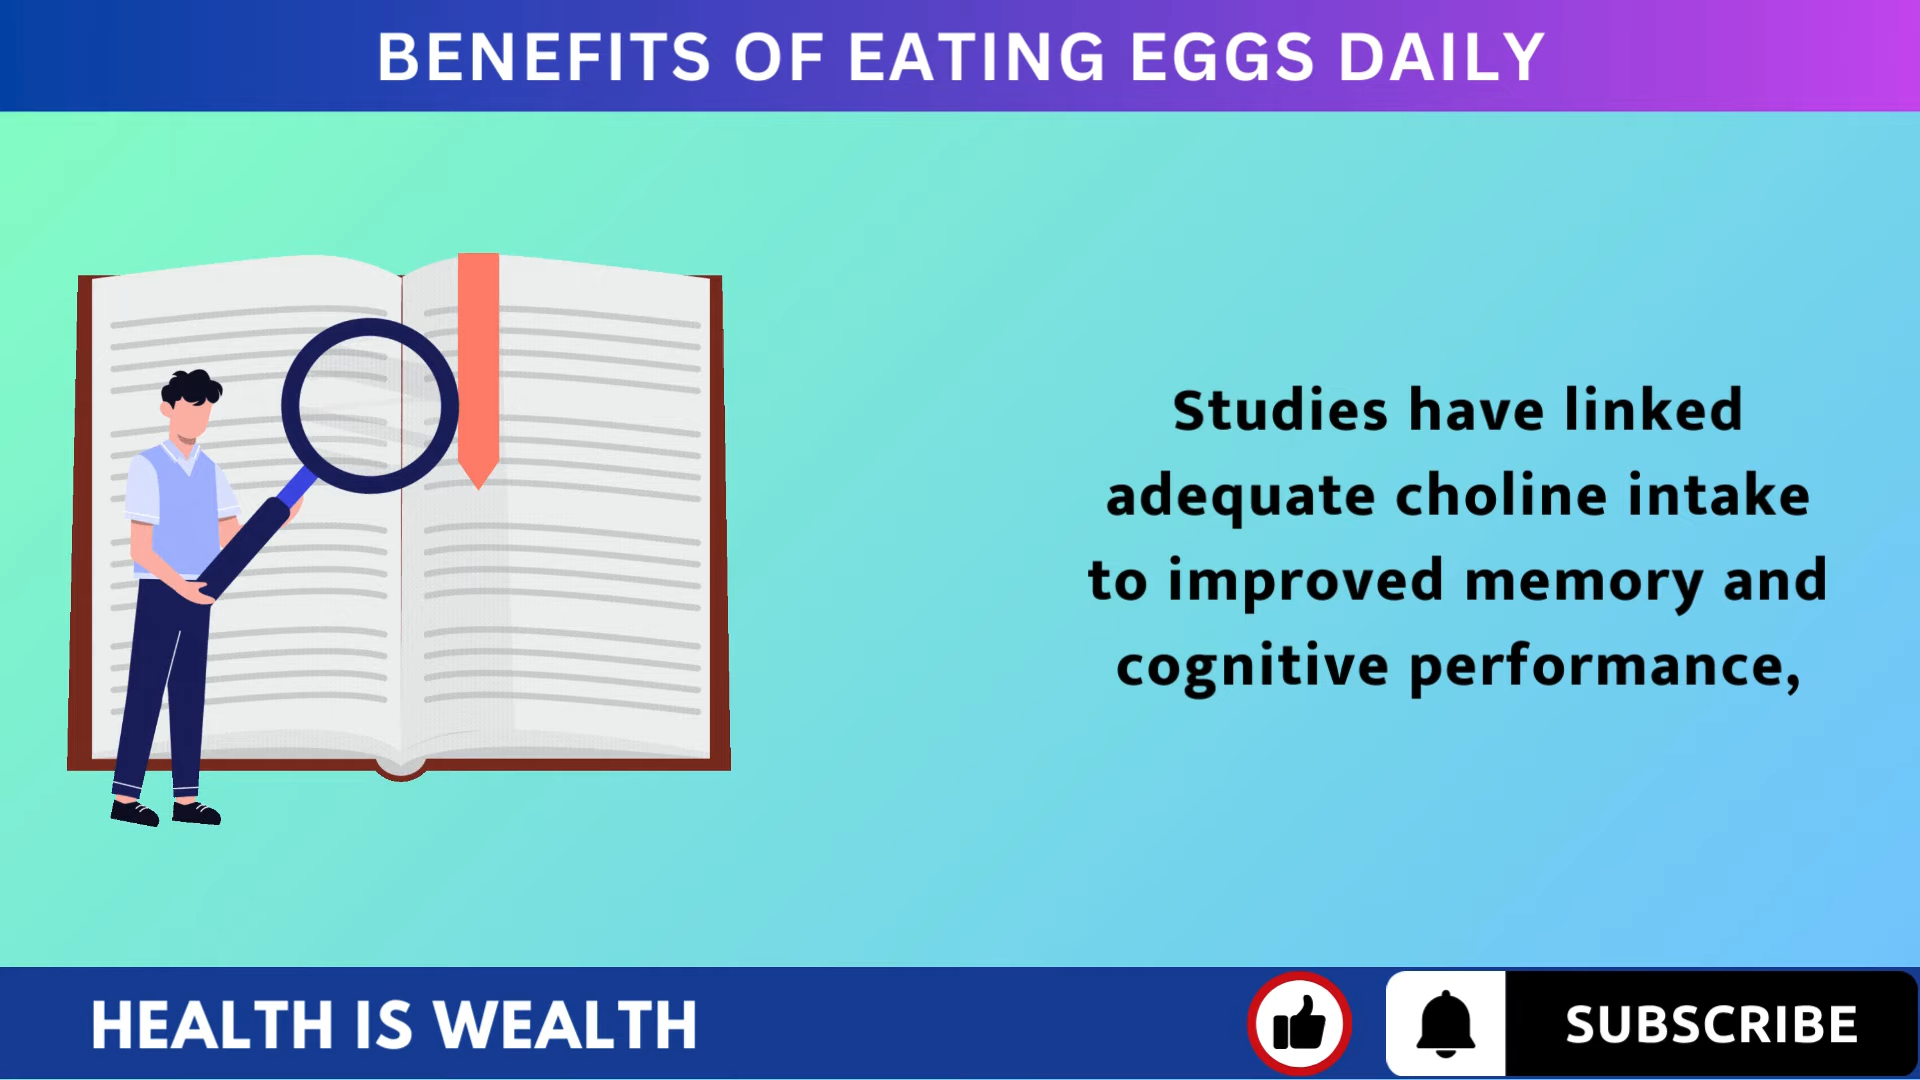 BENEFITS OF EATING EGGS DAILY
Studies have linked
adequate choline intake
to improved memory and
cognitive performance,
HEALTH IS WEALTH
SUBSCRIBE